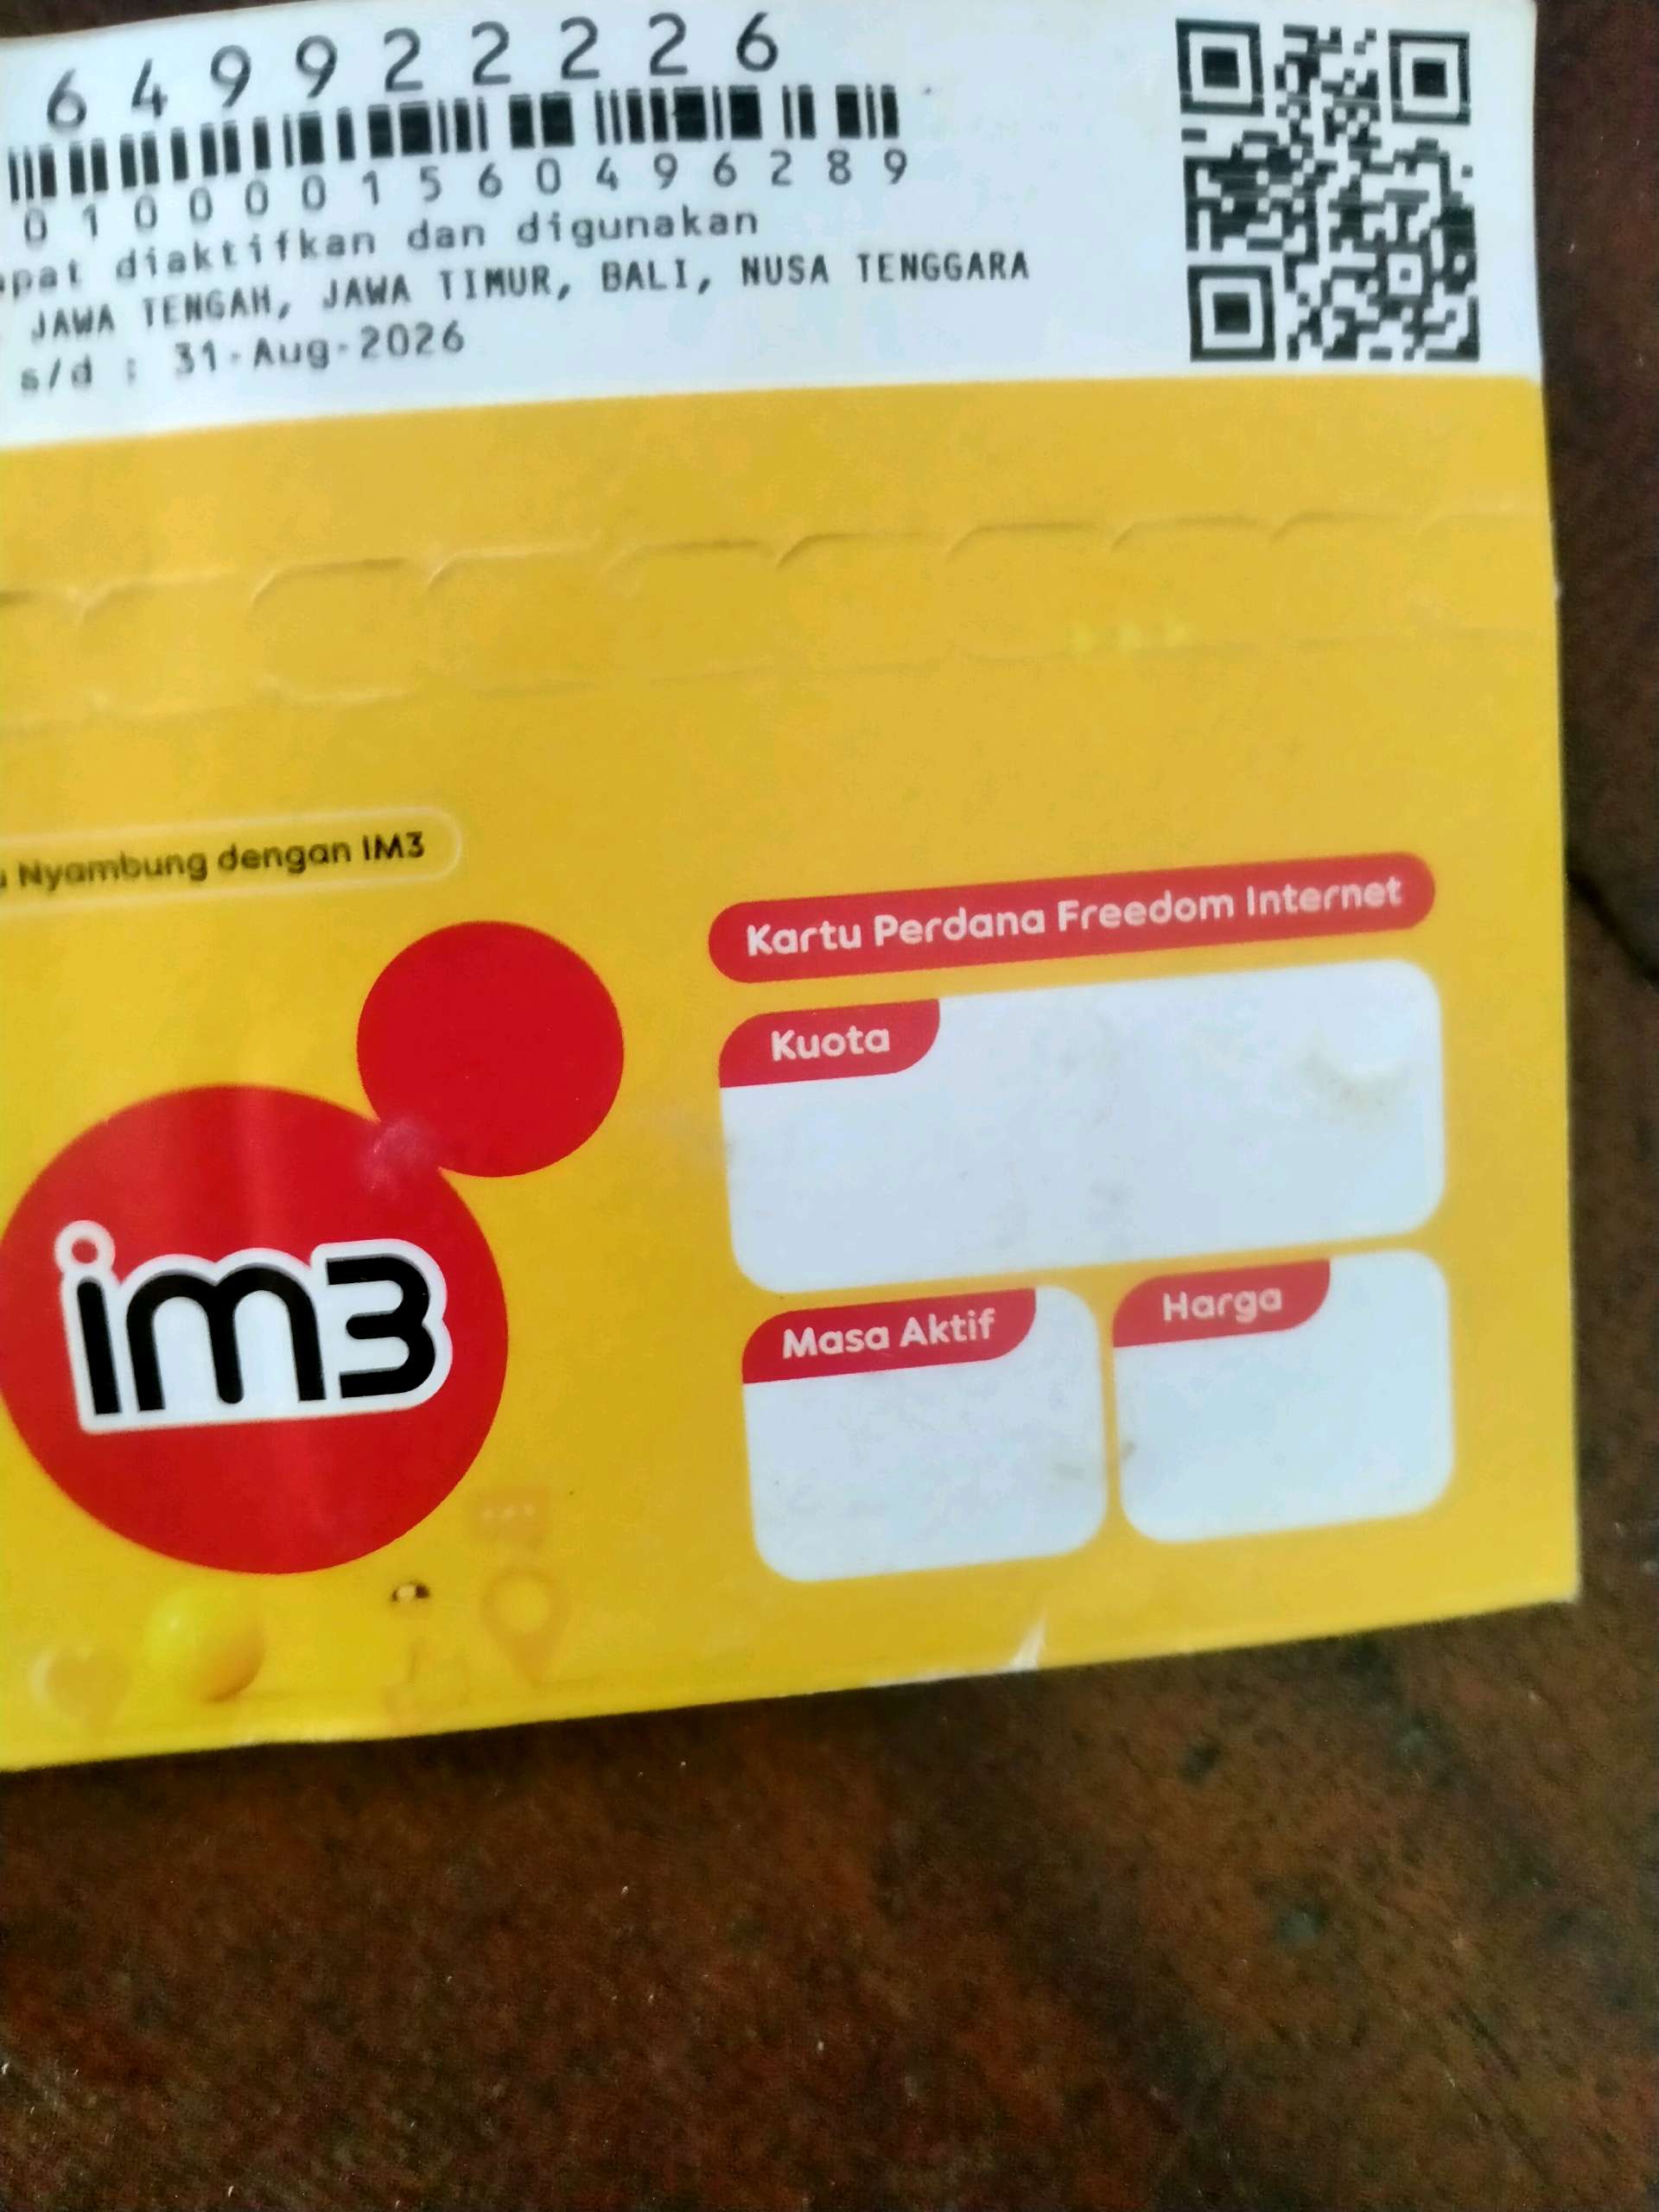 6 4 9 9 2 2 2 2 6
0 1 0 0 0 0 1 5 6 0 4 9 6 2 8 9
diaktifkan dan digunakan
JAWA TENGAH, JAWA TIMUR, BALI, NUSA TENGGARA
s/d : 31-Aug-2026
Nyambung dengan IM3
Kartu Perdana Freedom Internet
Kuota
im3
Masa Aktif
Harga